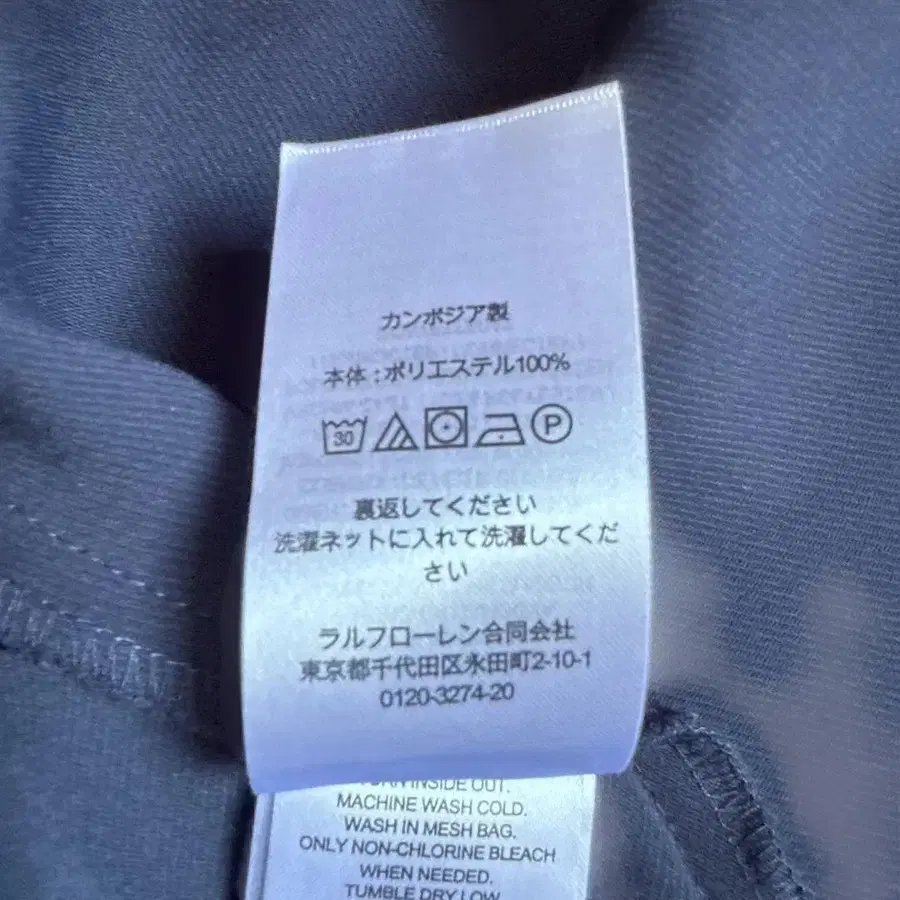 カンボジア製
本体:ポリエステル100%
30 P
裏返してください
洗濯ネットに入れて洗濯してくだ
さい
ラルフローレン合同会社
東京都千代田区永田町2-10-1
0120-3274-20
INSIDE OUT.
MACHINE WASH COLD.
WASH IN MESH BAG.
ONLY NON-CHLORINE BLEACH
WHEN NEEDED.
TUMBLE DRY LOW